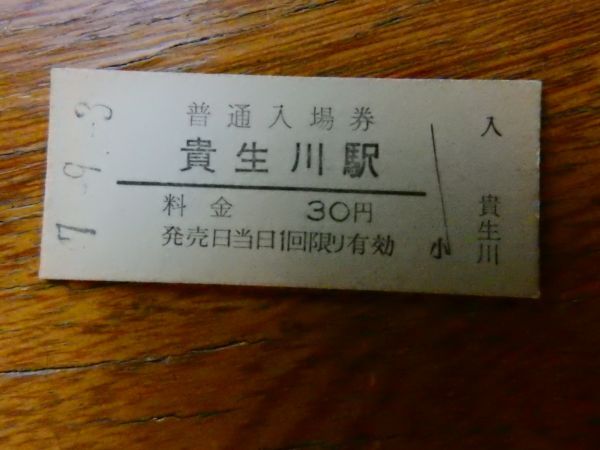 7.-9.-3
普通入場券
貴生川駅
料金 30円
発売日当日1回限り有効
小
入
貴生川